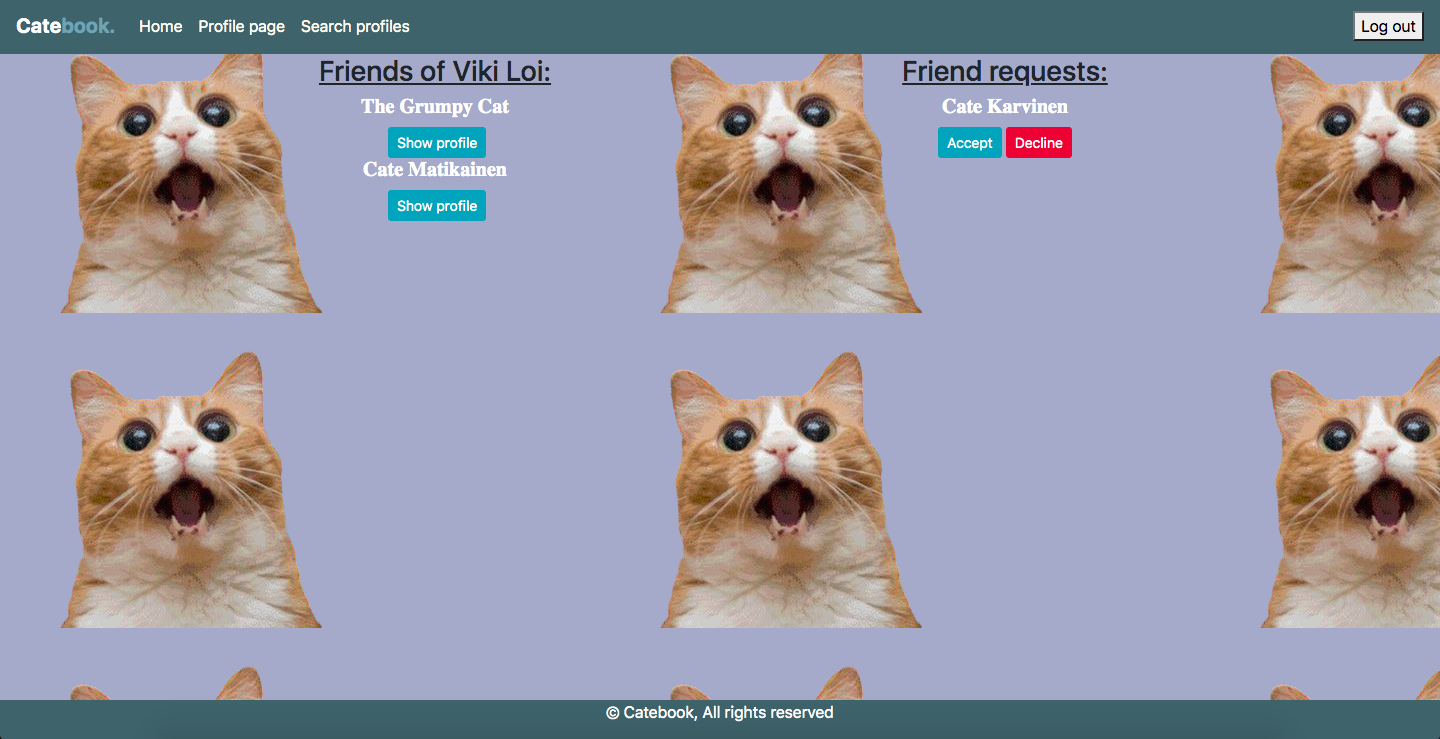 Catebook. Home Profile page Search profiles Log out
Friends of Viki Loi:
The Grumpy Cat
Show profile
Cate Matikainen
Show profile
Friend requests:
Cate Karvinen
Accept Decline
© Catebook, All rights reserved